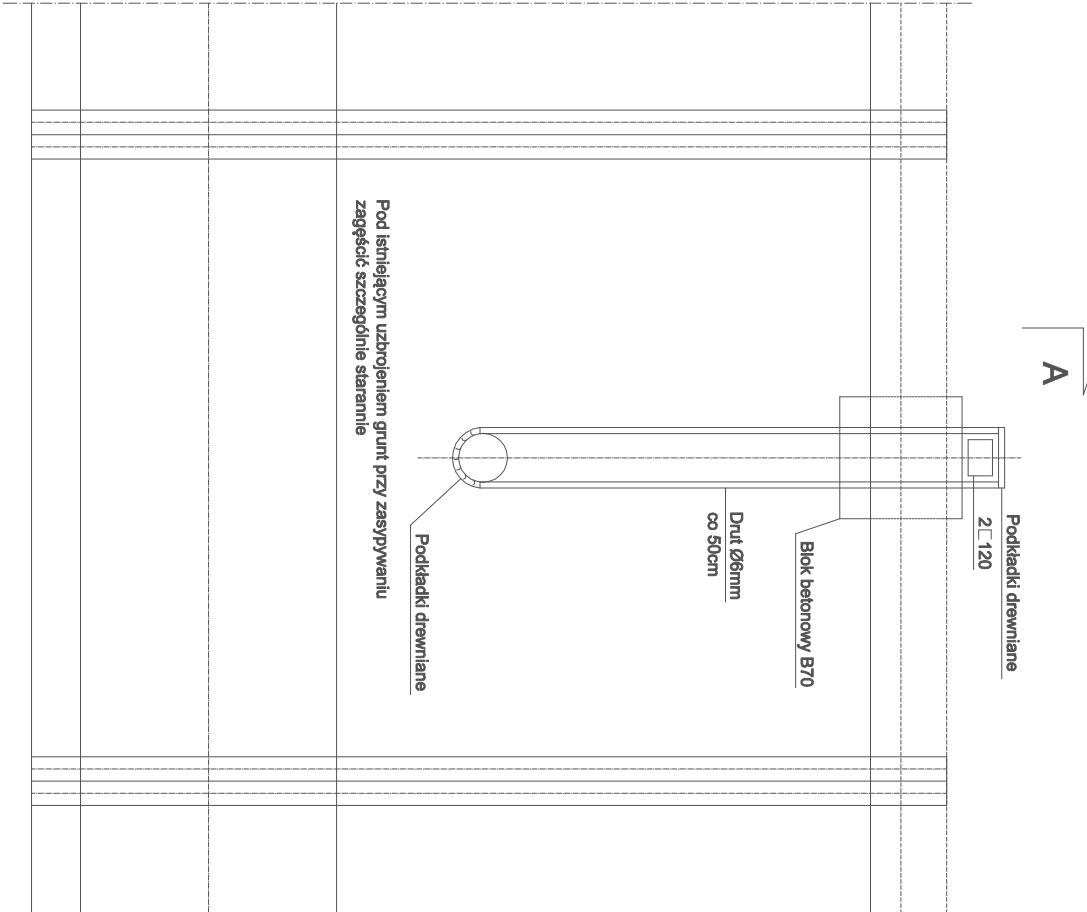 A
Podkładki drewniane
2⊏120
Blok betonowy B70
Drut Ø6mm
co 50cm
Podkładki drewniane
Pod istniejącym uzbrojeniem grunt przy zasypywaniu
zagęścić szczególnie starannie